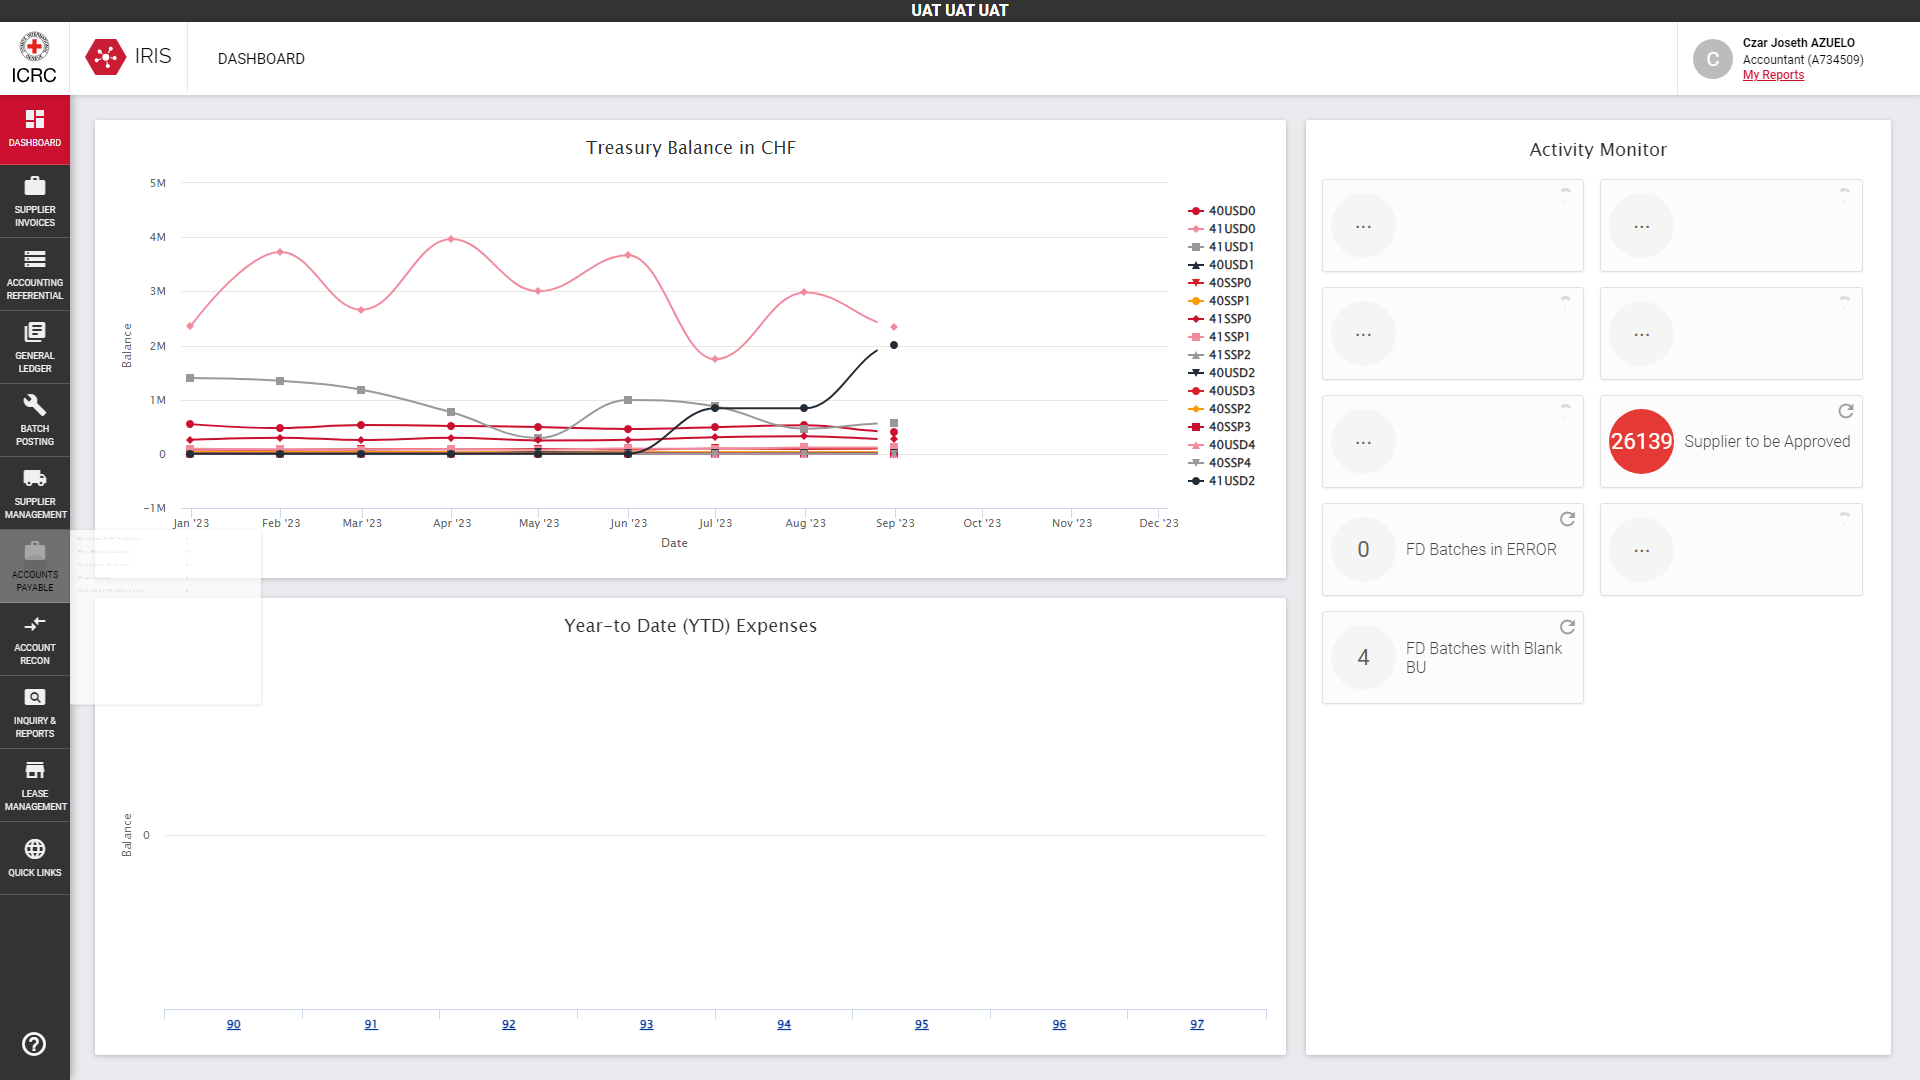 UAT UAT UAT
ICRC
IRIS
DASHBOARD
C
Czar Joseth AZUELO
Accountant (A734509)
My Reports
DASHBOARD
SUPPLIER
INVOICES
ACCOUNTING
REFERENTIAL
GENERAL
LEDGER
BATCH
POSTING
SUPPLIER
MANAGEMENT
ACCOUNTS
PAYABLE
ACCOUNT
RECON
INQUIRY &
REPORTS
LEASE
MANAGEMENT
QUICK LINKS
Treasury Balance in CHF
Balance
5M
4M
3M
2M
1M
0
−1M
Jan '23
Feb '23
Mar '23
Apr '23
May '23
Jun '23
Jul '23
Aug '23
Sep '23
Oct '23
Nov '23
Dec '23
Date
40USD0
41USD0
41USD1
40USD1
40SSP0
40SSP1
41SSP0
41SSP1
41SSP2
40USD2
40USD3
40SSP2
40SSP3
40USD4
40SSP4
41USD2
Year-to Date (YTD) Expenses
Balance
0
90
91
92
93
94
95
96
97
Activity Monitor
...
...
...
...
...
26139
Supplier to be Approved
0
FD Batches in ERROR
...
4
FD Batches with Blank
BU